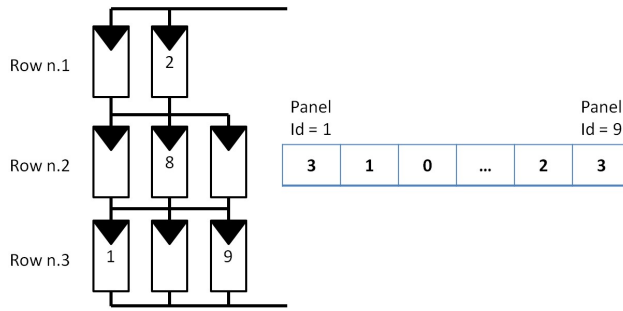 Row n.1
2
Row n.2
8
Row n.3
1
9
Panel
Id = 1
Panel
Id = 9
3 1 0 ... 2 3